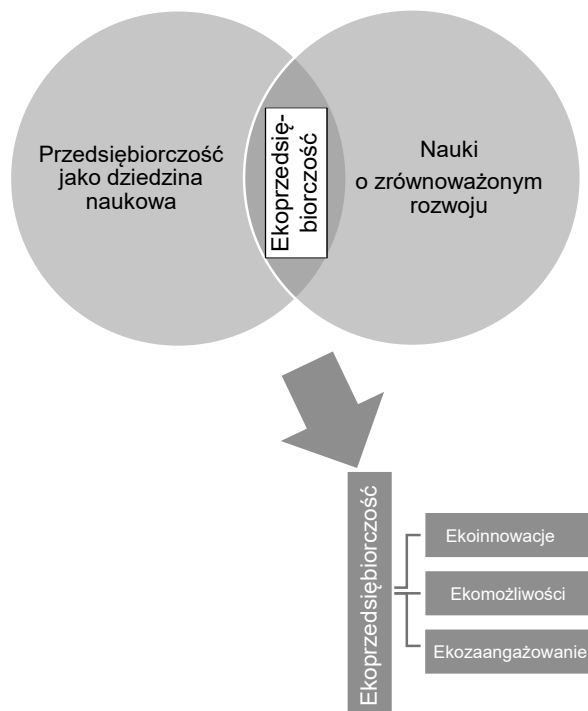 Przedsiębiorczość
jako dziedzina
naukowa
Ekoprzedsię-
biorczość
Nauki
o zrównoważonym
rozwoju
Ekoprzedsiębiorczość
Ekoinnowacje
Ekomożliwości
Ekozaangażowanie